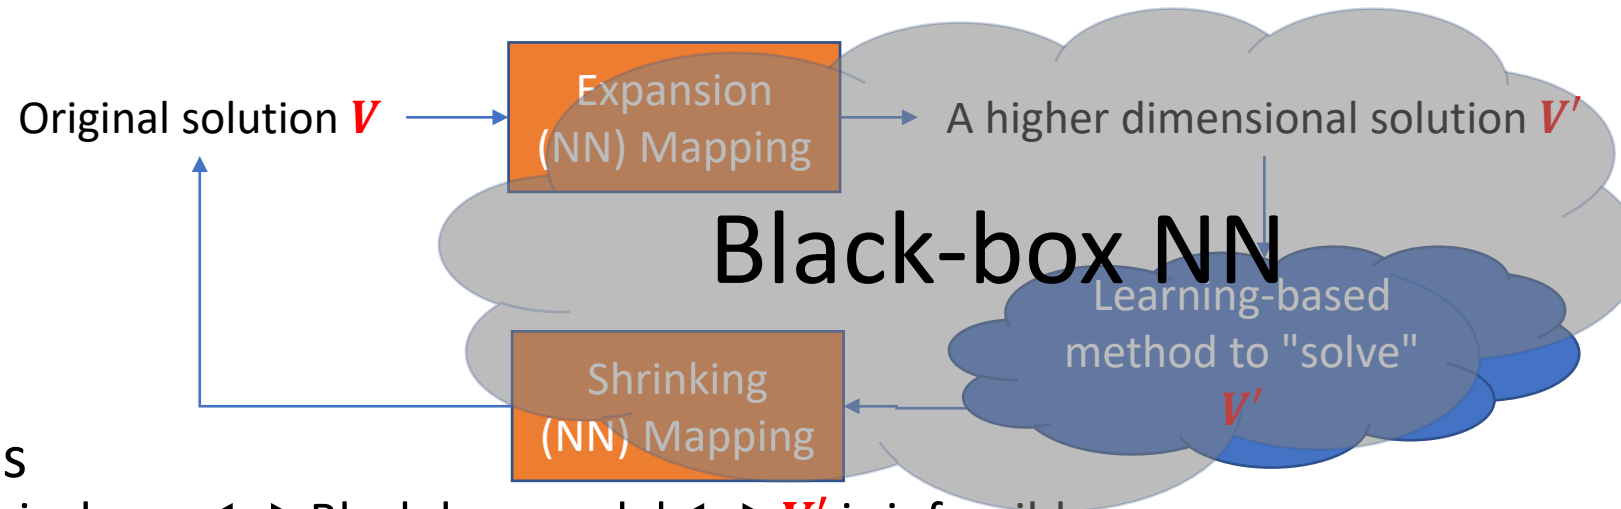 Original solution V
Expansion
(NN) Mapping
A higher dimensional solution V'
Black-box NN
Learning-based
method to "solve"
V'
Shrinking
(NN) Mapping
s
V'